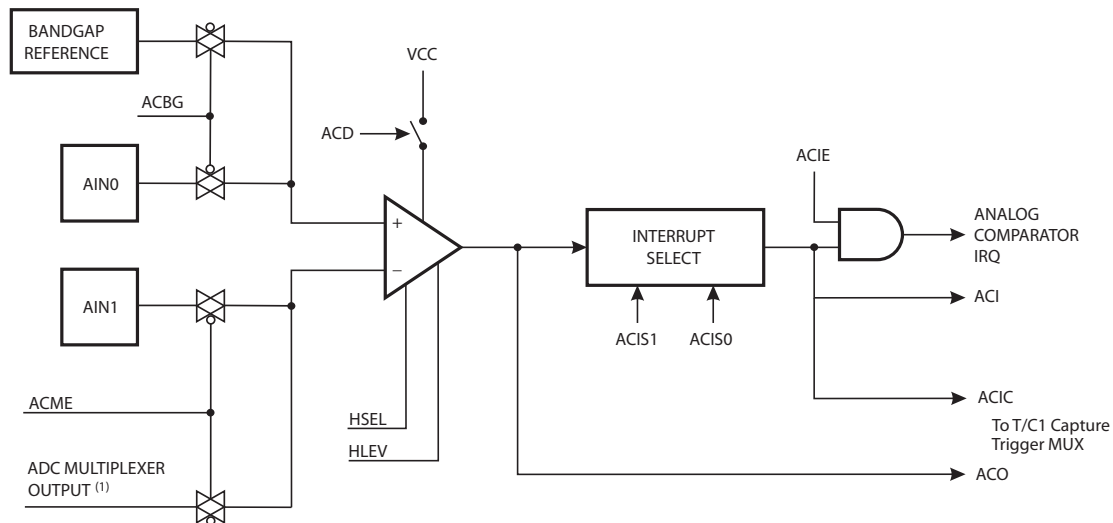 BANDGAP
REFERENCE
VCC
ACBG
ACD
ACIE
AIN0
+
ANALOG
COMPARATOR
IRQ
INTERRUPT
SELECT
−
AIN1
ACI
ACIS1
ACIS0
ACME
HSEL
ACIC
To T/C1 Capture
Trigger MUX
HLEV
ADC MULTIPLEXER
OUTPUT (1)
ACO